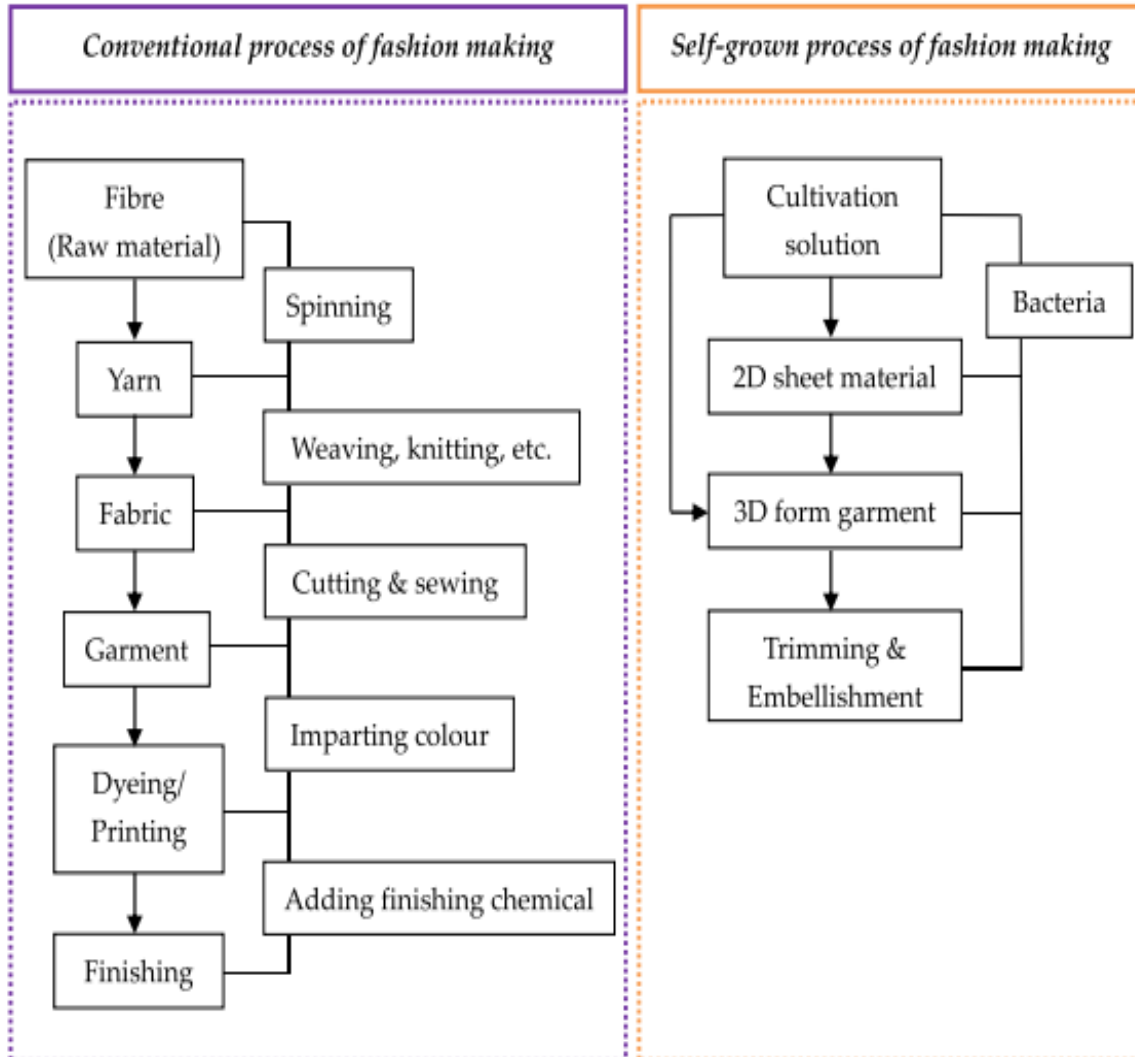 Conventional process of fashion making
Self-grown process of fashion making
Fibre
(Raw material)
Spinning
Yarn
Weaving, knitting, etc.
Fabric
Cutting & sewing
Garment
Imparting colour
Dyeing/
Printing
Adding finishing chemical
Finishing
Cultivation
solution
Bacteria
2D sheet material
3D form garment
Trimming &
Embellishment